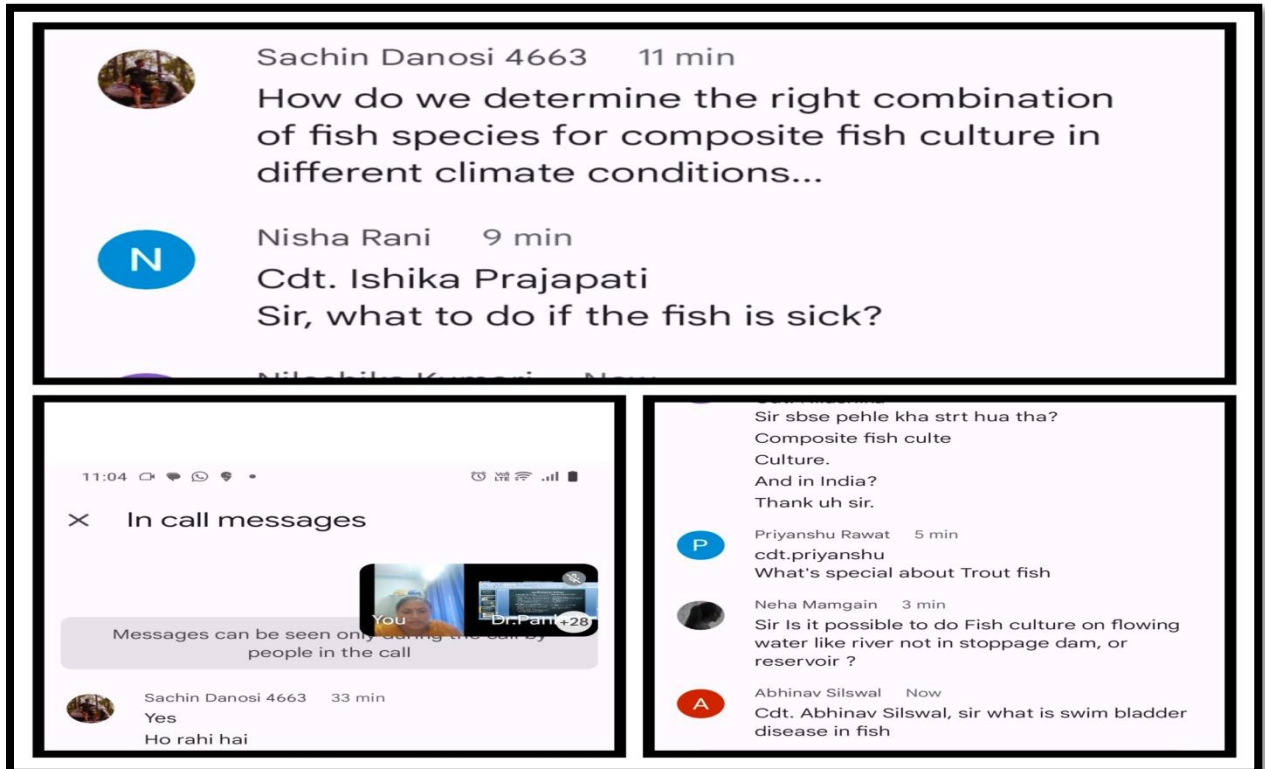 Sachin Danosi 4663 11 min
How do we determine the right combination
of fish species for composite fish culture in
different climate conditions...
N
Nisha Rani 9 min
Cdt. Ishika Prajapati
Sir, what to do if the fish is sick?
11:04
In call messages
You
Dr.Pan
+28
Messages can be seen only during the call by
people in the call
Sachin Danosi 4663 33 min
Yes
Ho rahi hai
Sir sbse pehle kha strt hua tha?
Composite fish culte
Culture.
And in India?
Thank uh sir.
P
Priyanshu Rawat 5 min
cdt.priyanshu
What's special about Trout fish
Neha Mamgain 3 min
Sir Is it possible to do Fish culture on flowing
water like river not in stoppage dam, or
reservoir ?
A
Abhinav Silswal Now
Cdt. Abhinav Silswal, sir what is swim bladder
disease in fish